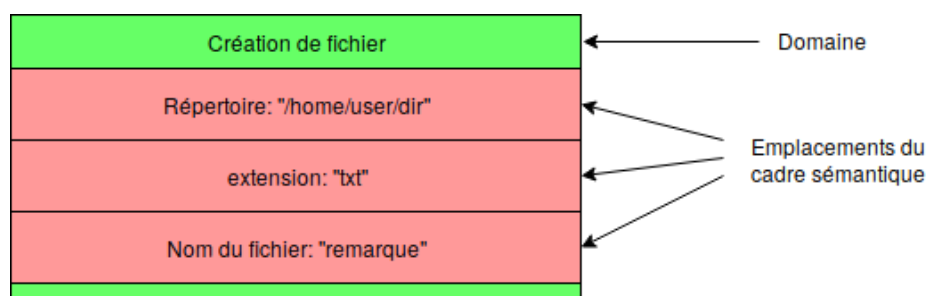 Création de fichier
Domaine
Répertoire: "/home/user/dir"
extension: "txt"
Nom du fichier: "remarque"
Emplacements du
cadre sémantique